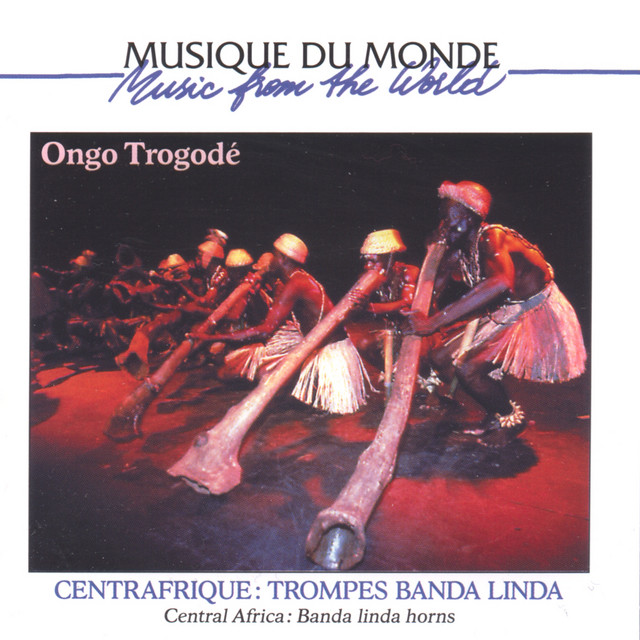 MUSIQUE DU MONDE
Music from the World
Ongo Trogodé
CENTRAFRIQUE: TROMPES BANDA LINDA
Central Africa: Banda linda horns